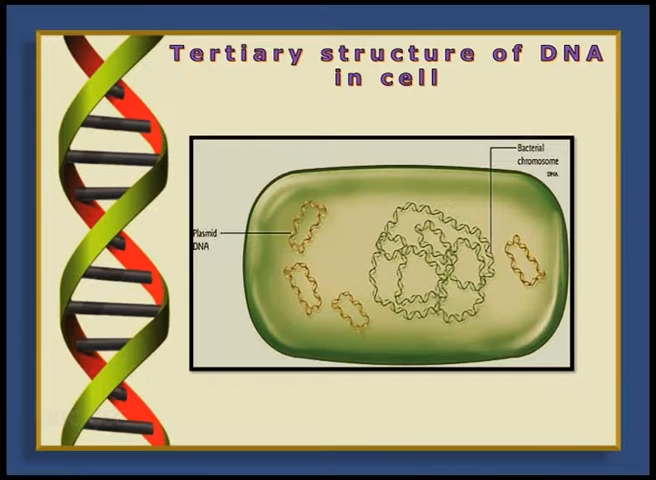 Tertiary structure of DNA
in cell
Bacterial
chromosome
DNA
Plasmid
DNA